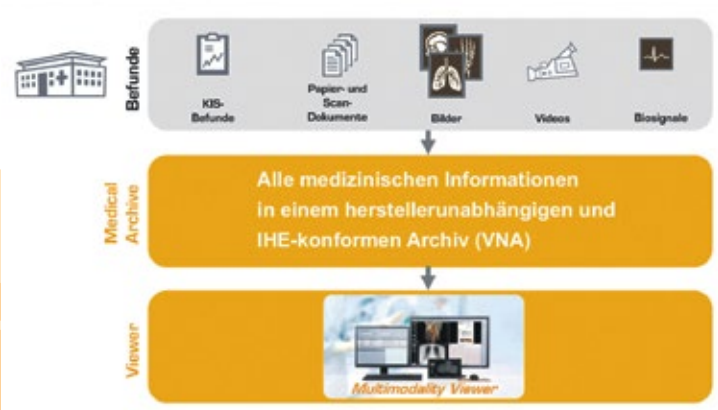 Befunde
KIS-
Befunde
Papier- und
Scan-
Dokumente
Bilder
Videos
Biosignale
Medical
Archive
Alle medizinischen Informationen
in einem herstellerunabhängigen und
IHE-konformen Archiv (VNA)
Viewer
Multimodality Viewer